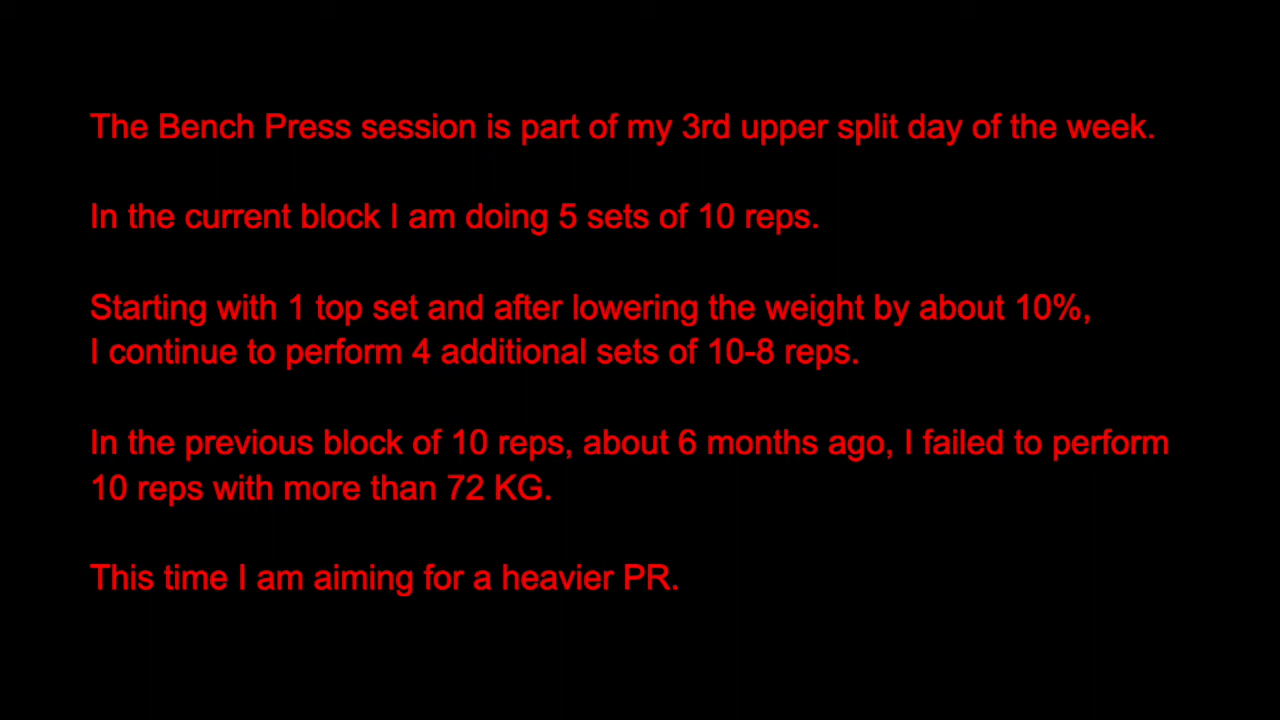 The Bench Press session is part of my 3rd upper split day of the week.
In the current block I am doing 5 sets of 10 reps.
Starting with 1 top set and after lowering the weight by about 10%,
I continue to perform 4 additional sets of 10-8 reps.
In the previous block of 10 reps, about 6 months ago, I failed to perform
10 reps with more than 72 KG.
This time I am aiming for a heavier PR.